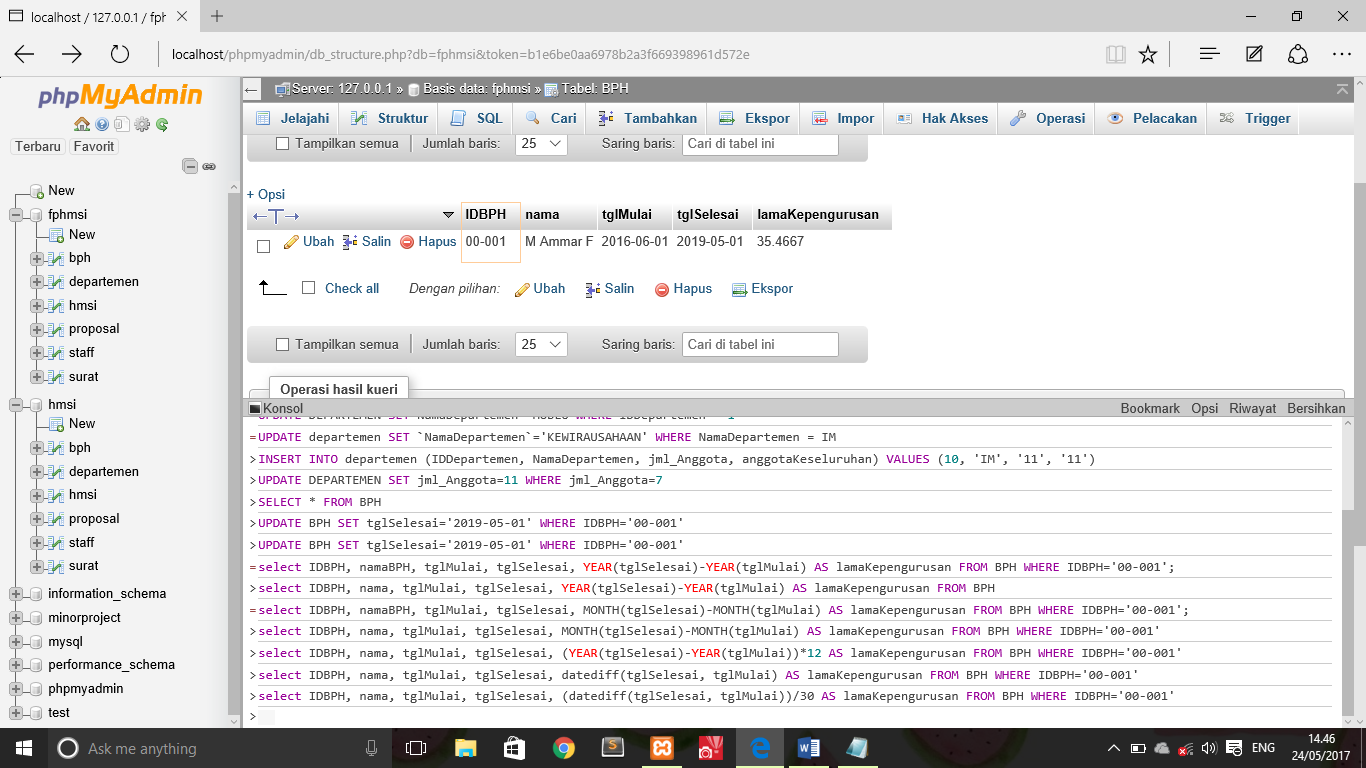 localhost / 127.0.0.1 / fph
localhost/phpmyadmin/db_structure.php?db=fphmsi&token=b1e6be0aa6978b2a3f669398961d572e
phpMyAdmin
Terbaru Favorit
New
fphmsi
New
bph
departemen
hmsi
proposal
staff
surat
hmsi
New
bph
departemen
hmsi
proposal
staff
surat
information_schema
minorproject
mysql
performance_schema
phpmyadmin
test
Server: 127.0.0.1 » Basis data: fphmsi » Tabel: BPH
Jelajahi Struktur SQL Cari Tambahkan Ekspor Impor Hak Akses Operasi Pelacakan Trigger
Tampilkan semua Jumlah baris: 25 Saring baris: Cari di tabel ini
+ Opsi
←T→ IDBPH nama tglMulai tglSelesai lamaKepengurusan
Ubah Salin Hapus 00-001 M Ammar F 2016-06-01 2019-05-01 35.4667
Check all Dengan pilihan: Ubah Salin Hapus Ekspor
Tampilkan semua Jumlah baris: 25 Saring baris: Cari di tabel ini
Operasi hasil kueri
Konsol Bookmark Opsi Riwayat Bersihkan
=UPDATE departemen SET `NamaDepartemen`='KEWIRAUSAHAAN' WHERE NamaDepartemen = IM
>INSERT INTO departemen (IDDepartemen, NamaDepartemen, jml_Anggota, anggotaKeseluruhan) VALUES (10, 'IM', '11', '11')
>UPDATE DEPARTEMEN SET jml_Anggota=11 WHERE jml_Anggota=7
>SELECT * FROM BPH
>UPDATE BPH SET tglSelesai='2019-05-01' WHERE IDBPH='00-001'
>UPDATE BPH SET tglSelesai='2019-05-01' WHERE IDBPH='00-001'
=select IDBPH, namaBPH, tglMulai, tglSelesai, YEAR(tglSelesai)-YEAR(tglMulai) AS lamaKepengurusan FROM BPH WHERE IDBPH='00-001';
>select IDBPH, nama, tglMulai, tglSelesai, YEAR(tglSelesai)-YEAR(tglMulai) AS lamaKepengurusan FROM BPH
=select IDBPH, namaBPH, tglMulai, tglSelesai, MONTH(tglSelesai)-MONTH(tglMulai) AS lamaKepengurusan FROM BPH WHERE IDBPH='00-001';
>select IDBPH, nama, tglMulai, tglSelesai, MONTH(tglSelesai)-MONTH(tglMulai) AS lamaKepengurusan FROM BPH WHERE IDBPH='00-001'
>select IDBPH, nama, tglMulai, tglSelesai, (YEAR(tglSelesai)-YEAR(tglMulai))*12 AS lamaKepengurusan FROM BPH WHERE IDBPH='00-001'
>select IDBPH, nama, tglMulai, tglSelesai, datediff(tglSelesai, tglMulai) AS lamaKepengurusan FROM BPH WHERE IDBPH='00-001'
>select IDBPH, nama, tglMulai, tglSelesai, (datediff(tglSelesai, tglMulai))/30 AS lamaKepengurusan FROM BPH WHERE IDBPH='00-001'
>
Ask me anything
ENG
14.46
24/05/2017